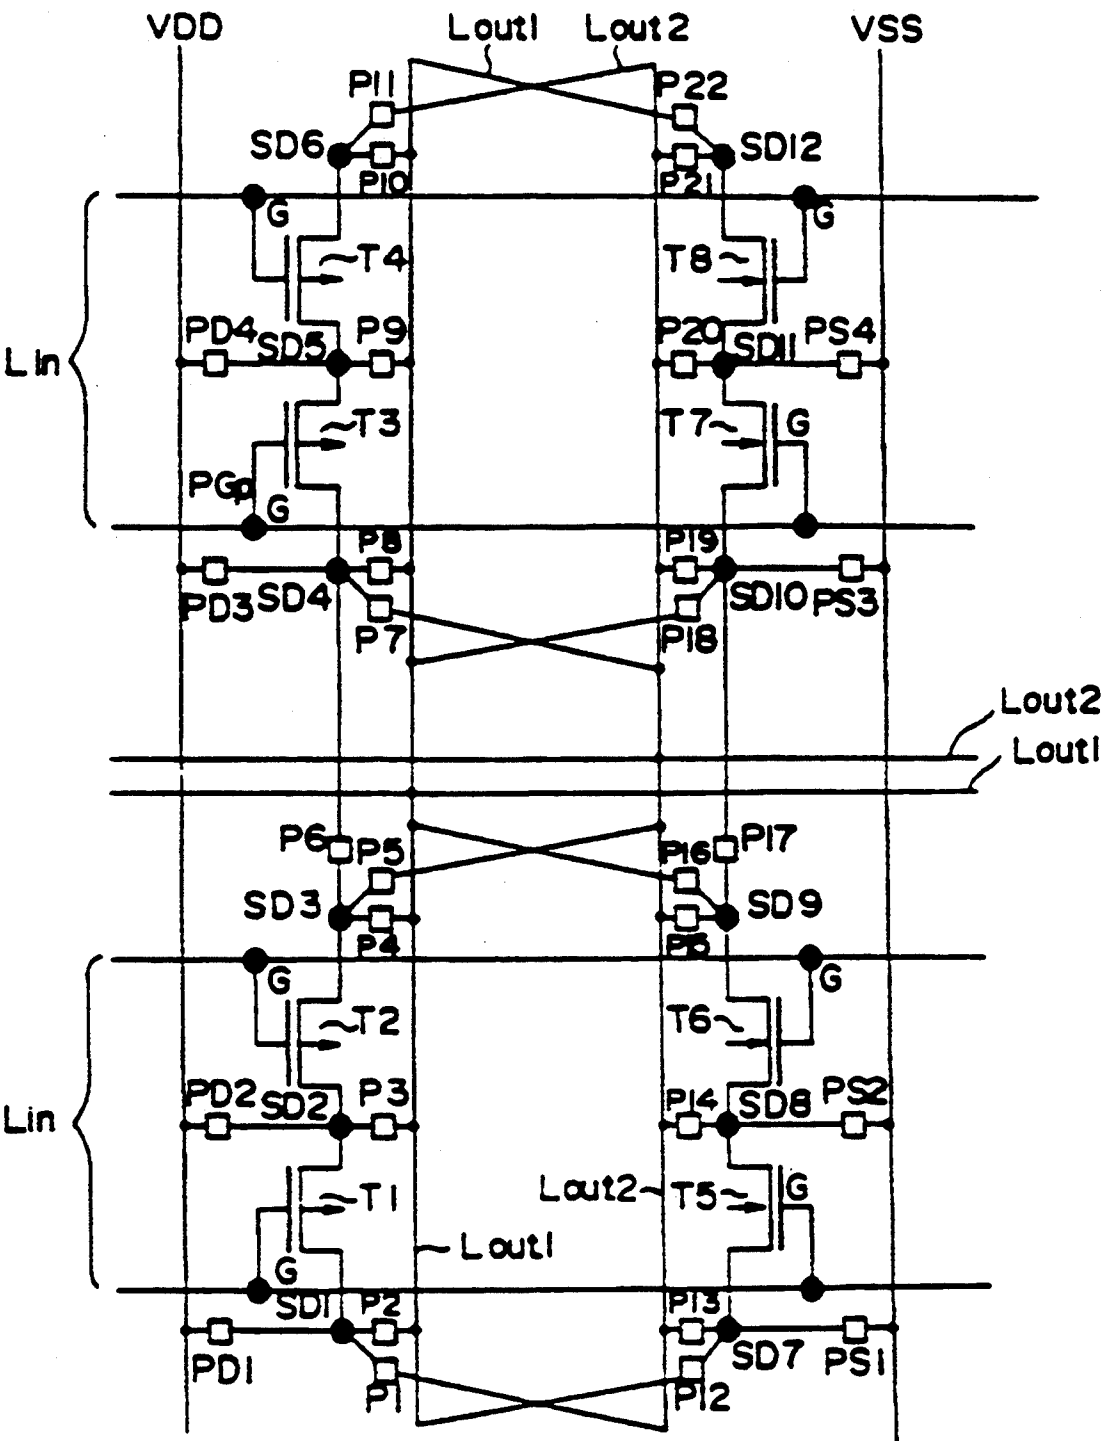 VDD Lout1 Lout2 VSS
P11 P22
SD6 SD12
P10 P21
G G
T4 T8
Lin
PD4 SD5 P9 P20 SD11 PS4
T3 T7 G
PGp G
P8 P19
PD3 SD4 SD10 PS3
P7 P18
Lout2
Lout1
P6 P5 P16 P17
SD3 SD9
P4 P15
G G
T2 T6
PD2 SD2 P3 P14 SD8 PS2
Lin
T1 Lout2 T5 G
Lout1
G
SD1 P2 P13
PD1 SD7 PS1
P1 P12